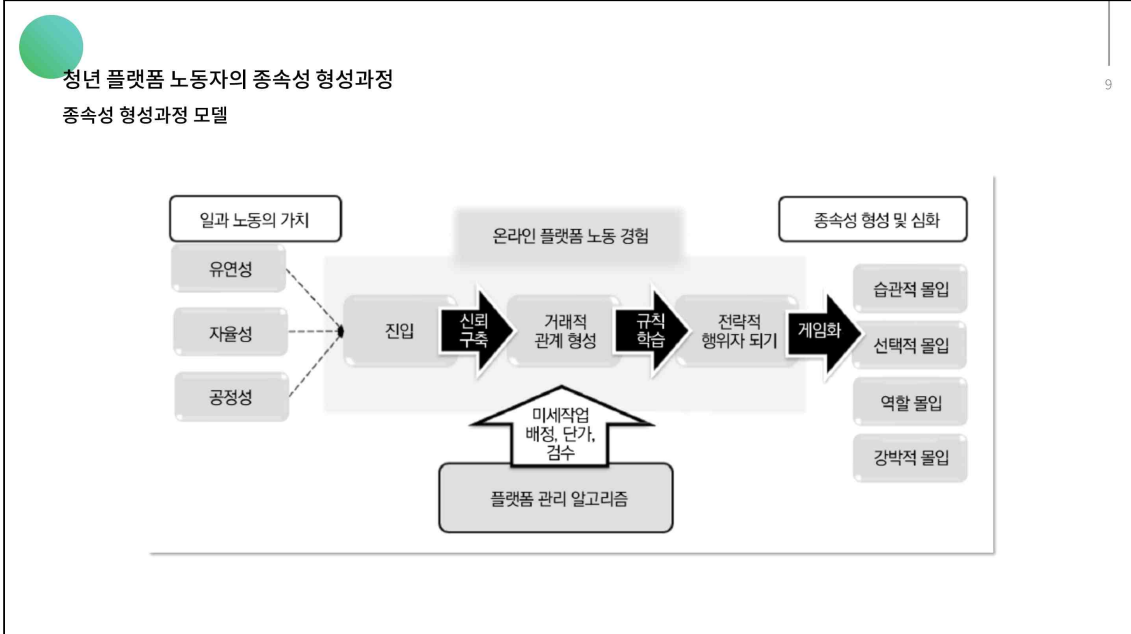 청년 플랫폼 노동자의 종속성 형성과정
9
종속성 형성과정 모델
일과 노동의 가치
유연성
자율성
공정성
온라인 플랫폼 노동 경험
진입
신뢰
구축
거래적
관계 형성
규칙
학습
전략적
행위자 되기
게임화
미세작업
배정, 단가,
검수
플랫폼 관리 알고리즘
종속성 형성 및 심화
습관적 몰입
선택적 몰입
역할 몰입
강박적 몰입